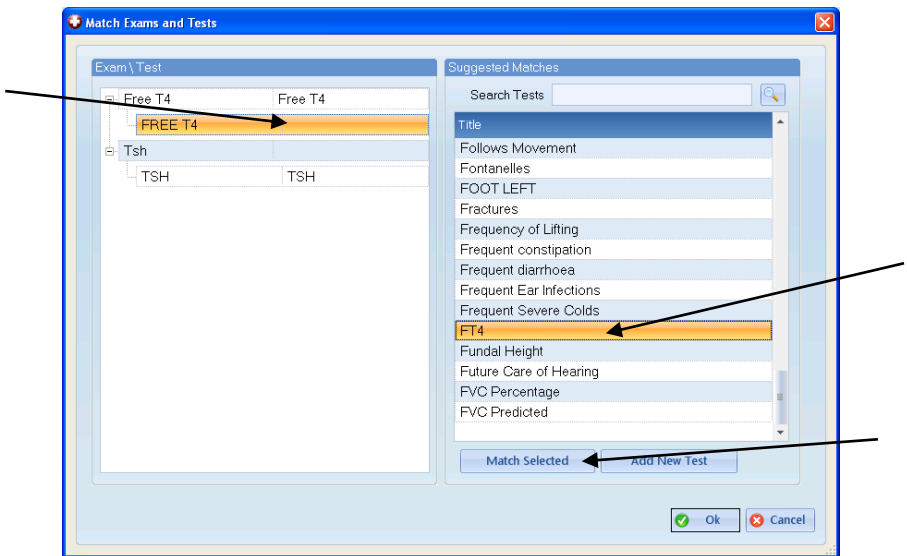 Match Exams and Tests
Exam \ Test
Free T4 Free T4
FREE T4
Tsh
TSH TSH
Suggested Matches
Search Tests
Title
Follows Movement
Fontanelles
FOOT LEFT
Fractures
Frequency of Lifting
Frequent constipation
Frequent diarrhoea
Frequent Ear Infections
Frequent Severe Colds
FT4
Fundal Height
Future Care of Hearing
FVC Percentage
FVC Predicted
Match Selected Add New Test
Ok Cancel